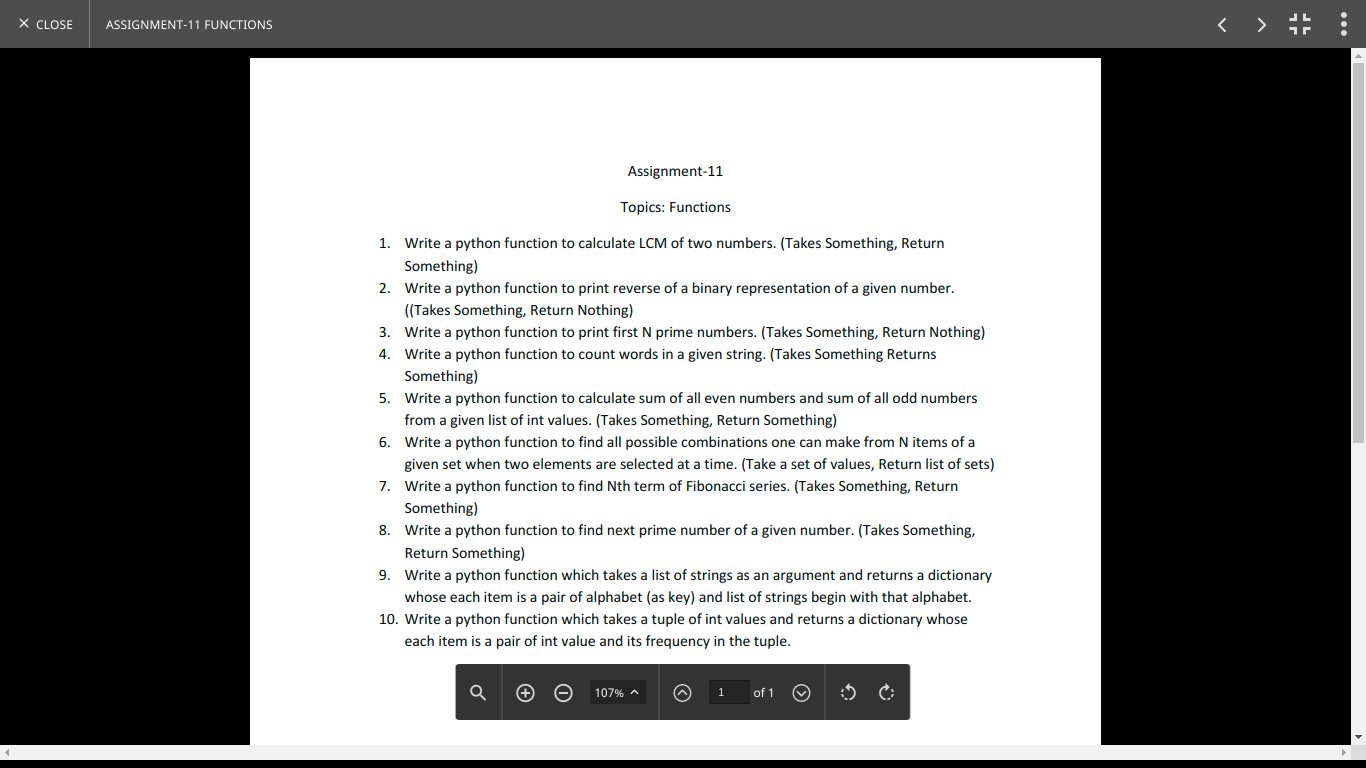 CLOSE
ASSIGNMENT-11 FUNCTIONS
Assignment-11
Topics: Functions
1. Write a python function to calculate LCM of two numbers. (Takes Something, Return
Something)
2. Write a python function to print reverse of a binary representation of a given number.
((Takes Something, Return Nothing)
3. Write a python function to print first N prime numbers. (Takes Something, Return Nothing)
4. Write a python function to count words in a given string. (Takes Something Returns
Something)
5. Write a python function to calculate sum of all even numbers and sum of all odd numbers
from a given list of int values. (Takes Something, Return Something)
6. Write a python function to find all possible combinations one can make from N items of a
given set when two elements are selected at a time. (Take a set of values, Return list of sets)
7. Write a python function to find Nth term of Fibonacci series. (Takes Something, Return
Something)
8. Write a python function to find next prime number of a given number. (Takes Something,
Return Something)
9. Write a python function which takes a list of strings as an argument and returns a dictionary
whose each item is a pair of alphabet (as key) and list of strings begin with that alphabet.
10. Write a python function which takes a tuple of int values and returns a dictionary whose
each item is a pair of int value and its frequency in the tuple.
107%
1 of 1